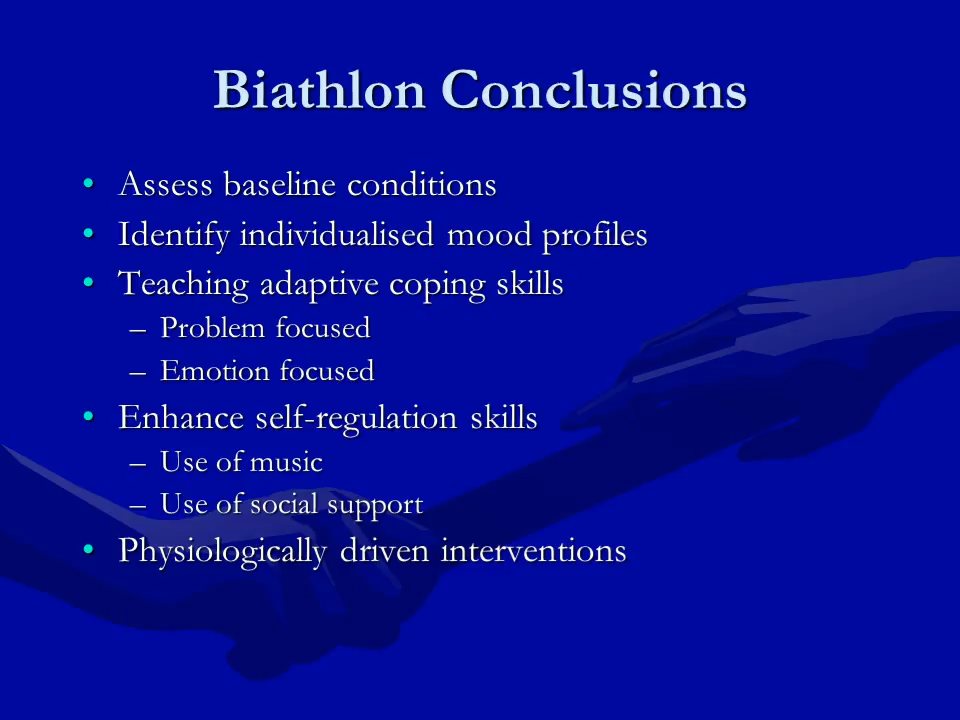 Biathlon Conclusions
• Assess baseline conditions
• Identify individualised mood profiles
• Teaching adaptive coping skills
– Problem focused
– Emotion focused
• Enhance self-regulation skills
– Use of music
– Use of social support
• Physiologically driven interventions